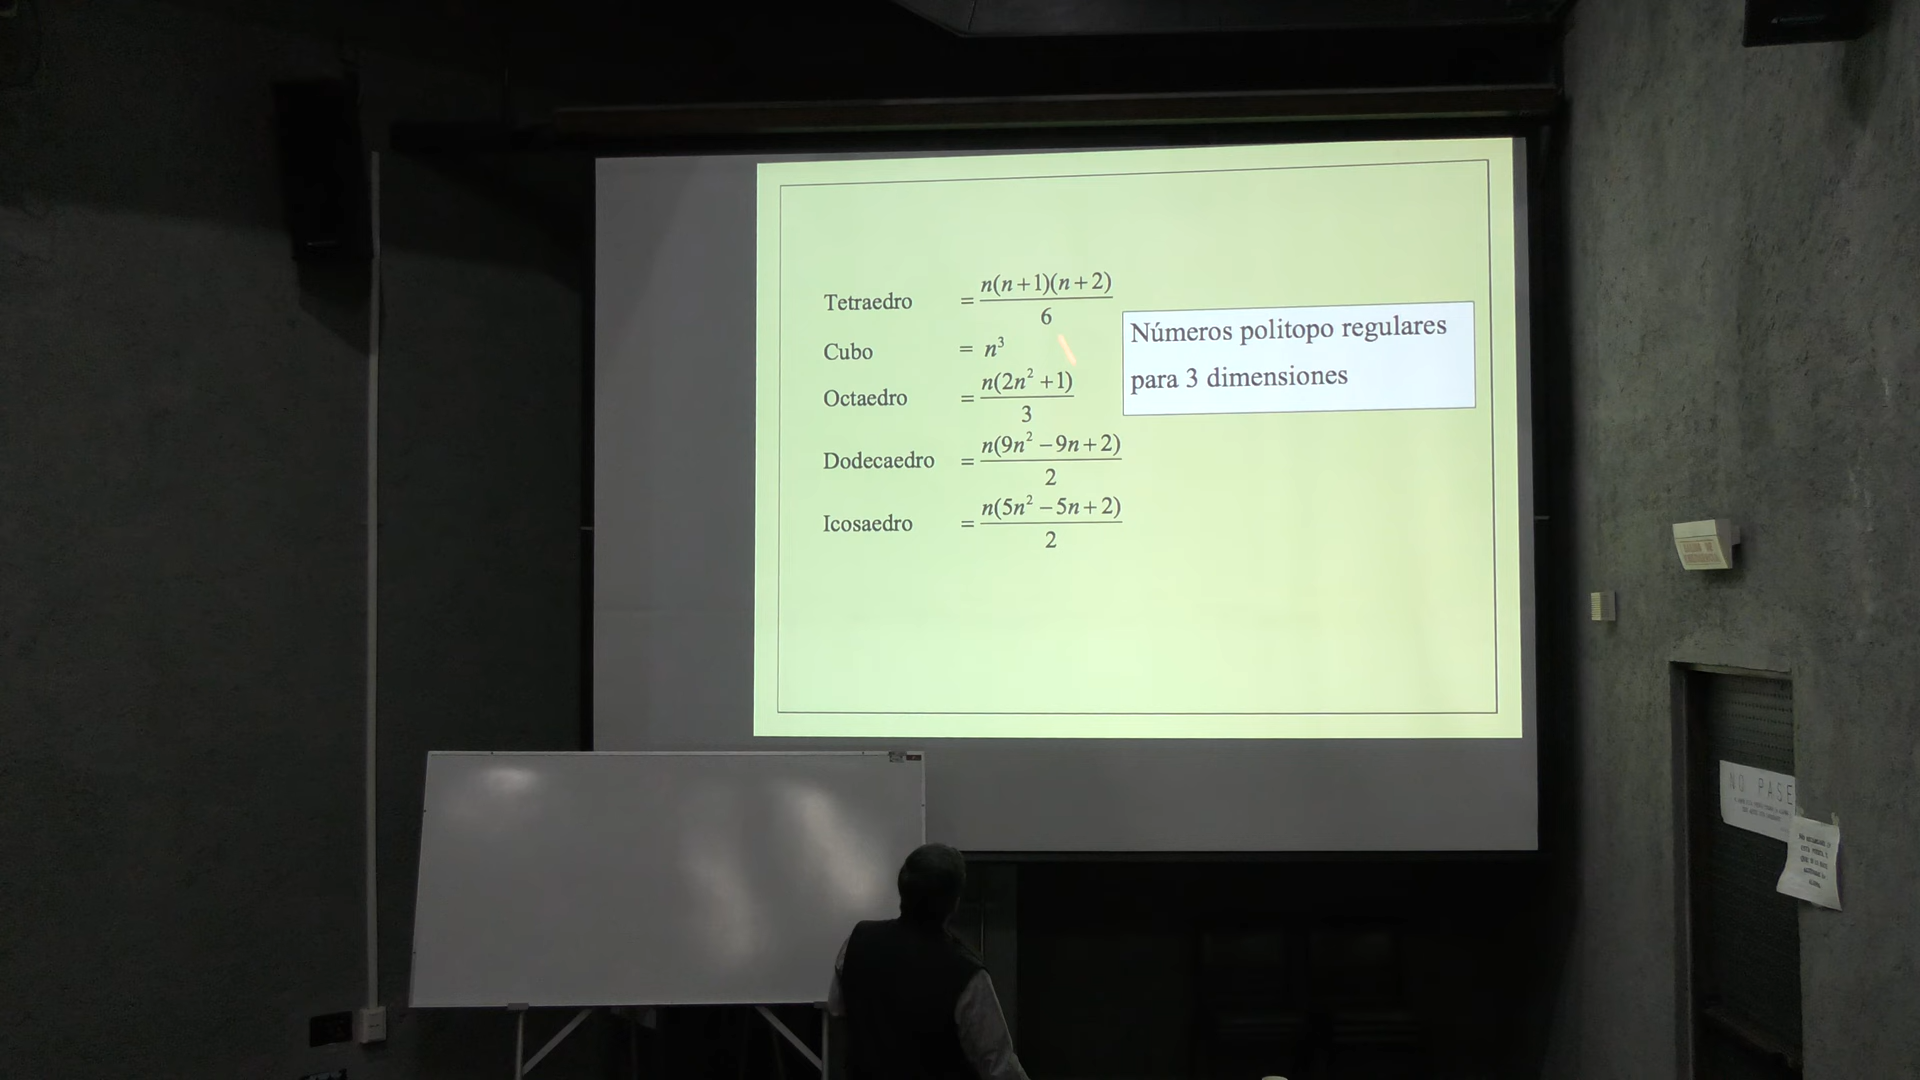 Tetraedro = n(n+1)(n+2) / 6
Cubo = n³
Octaedro = n(2n² +1) / 3
Dodecaedro = n(9n² −9n+2) / 2
Icosaedro = n(5n² −5n+2) / 2
Números politopo regulares
para 3 dimensiones
NO PASE